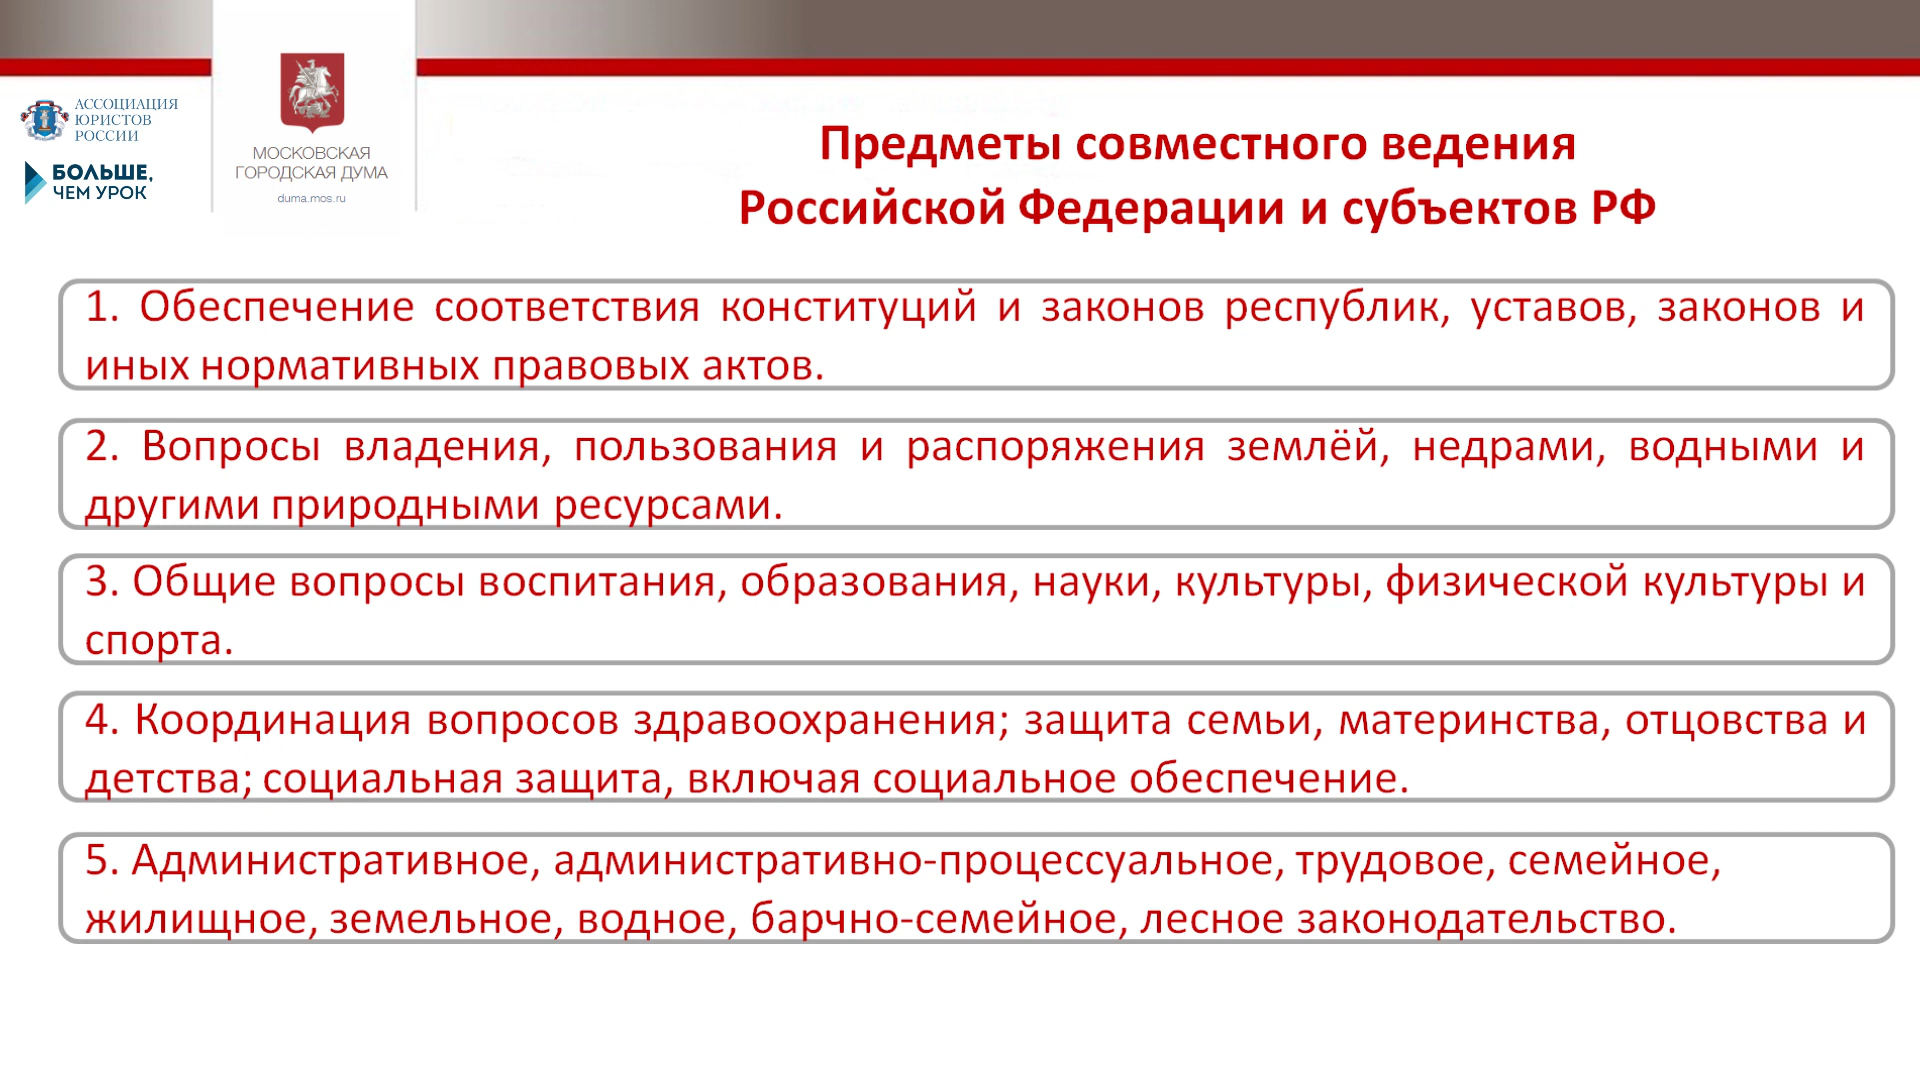 АССОЦИАЦИЯ
ЮРИСТОВ
РОССИИ
БОЛЬШЕ,
ЧЕМ УРОК
МОСКОВСКАЯ
ГОРОДСКАЯ ДУМА
duma.mos.ru
Предметы совместного ведения
Российской Федерации и субъектов РФ
1. Обеспечение соответствия конституций и законов республик, уставов, законов и
иных нормативных правовых актов.
2. Вопросы владения, пользования и распоряжения землёй, недрами, водными и
другими природными ресурсами.
3. Общие вопросы воспитания, образования, науки, культуры, физической культуры и
спорта.
4. Координация вопросов здравоохранения; защита семьи, материнства, отцовства и
детства; социальная защита, включая социальное обеспечение.
5. Административное, административно-процессуальное, трудовое, семейное,
жилищное, земельное, водное, барчно-семейное, лесное законодательство.